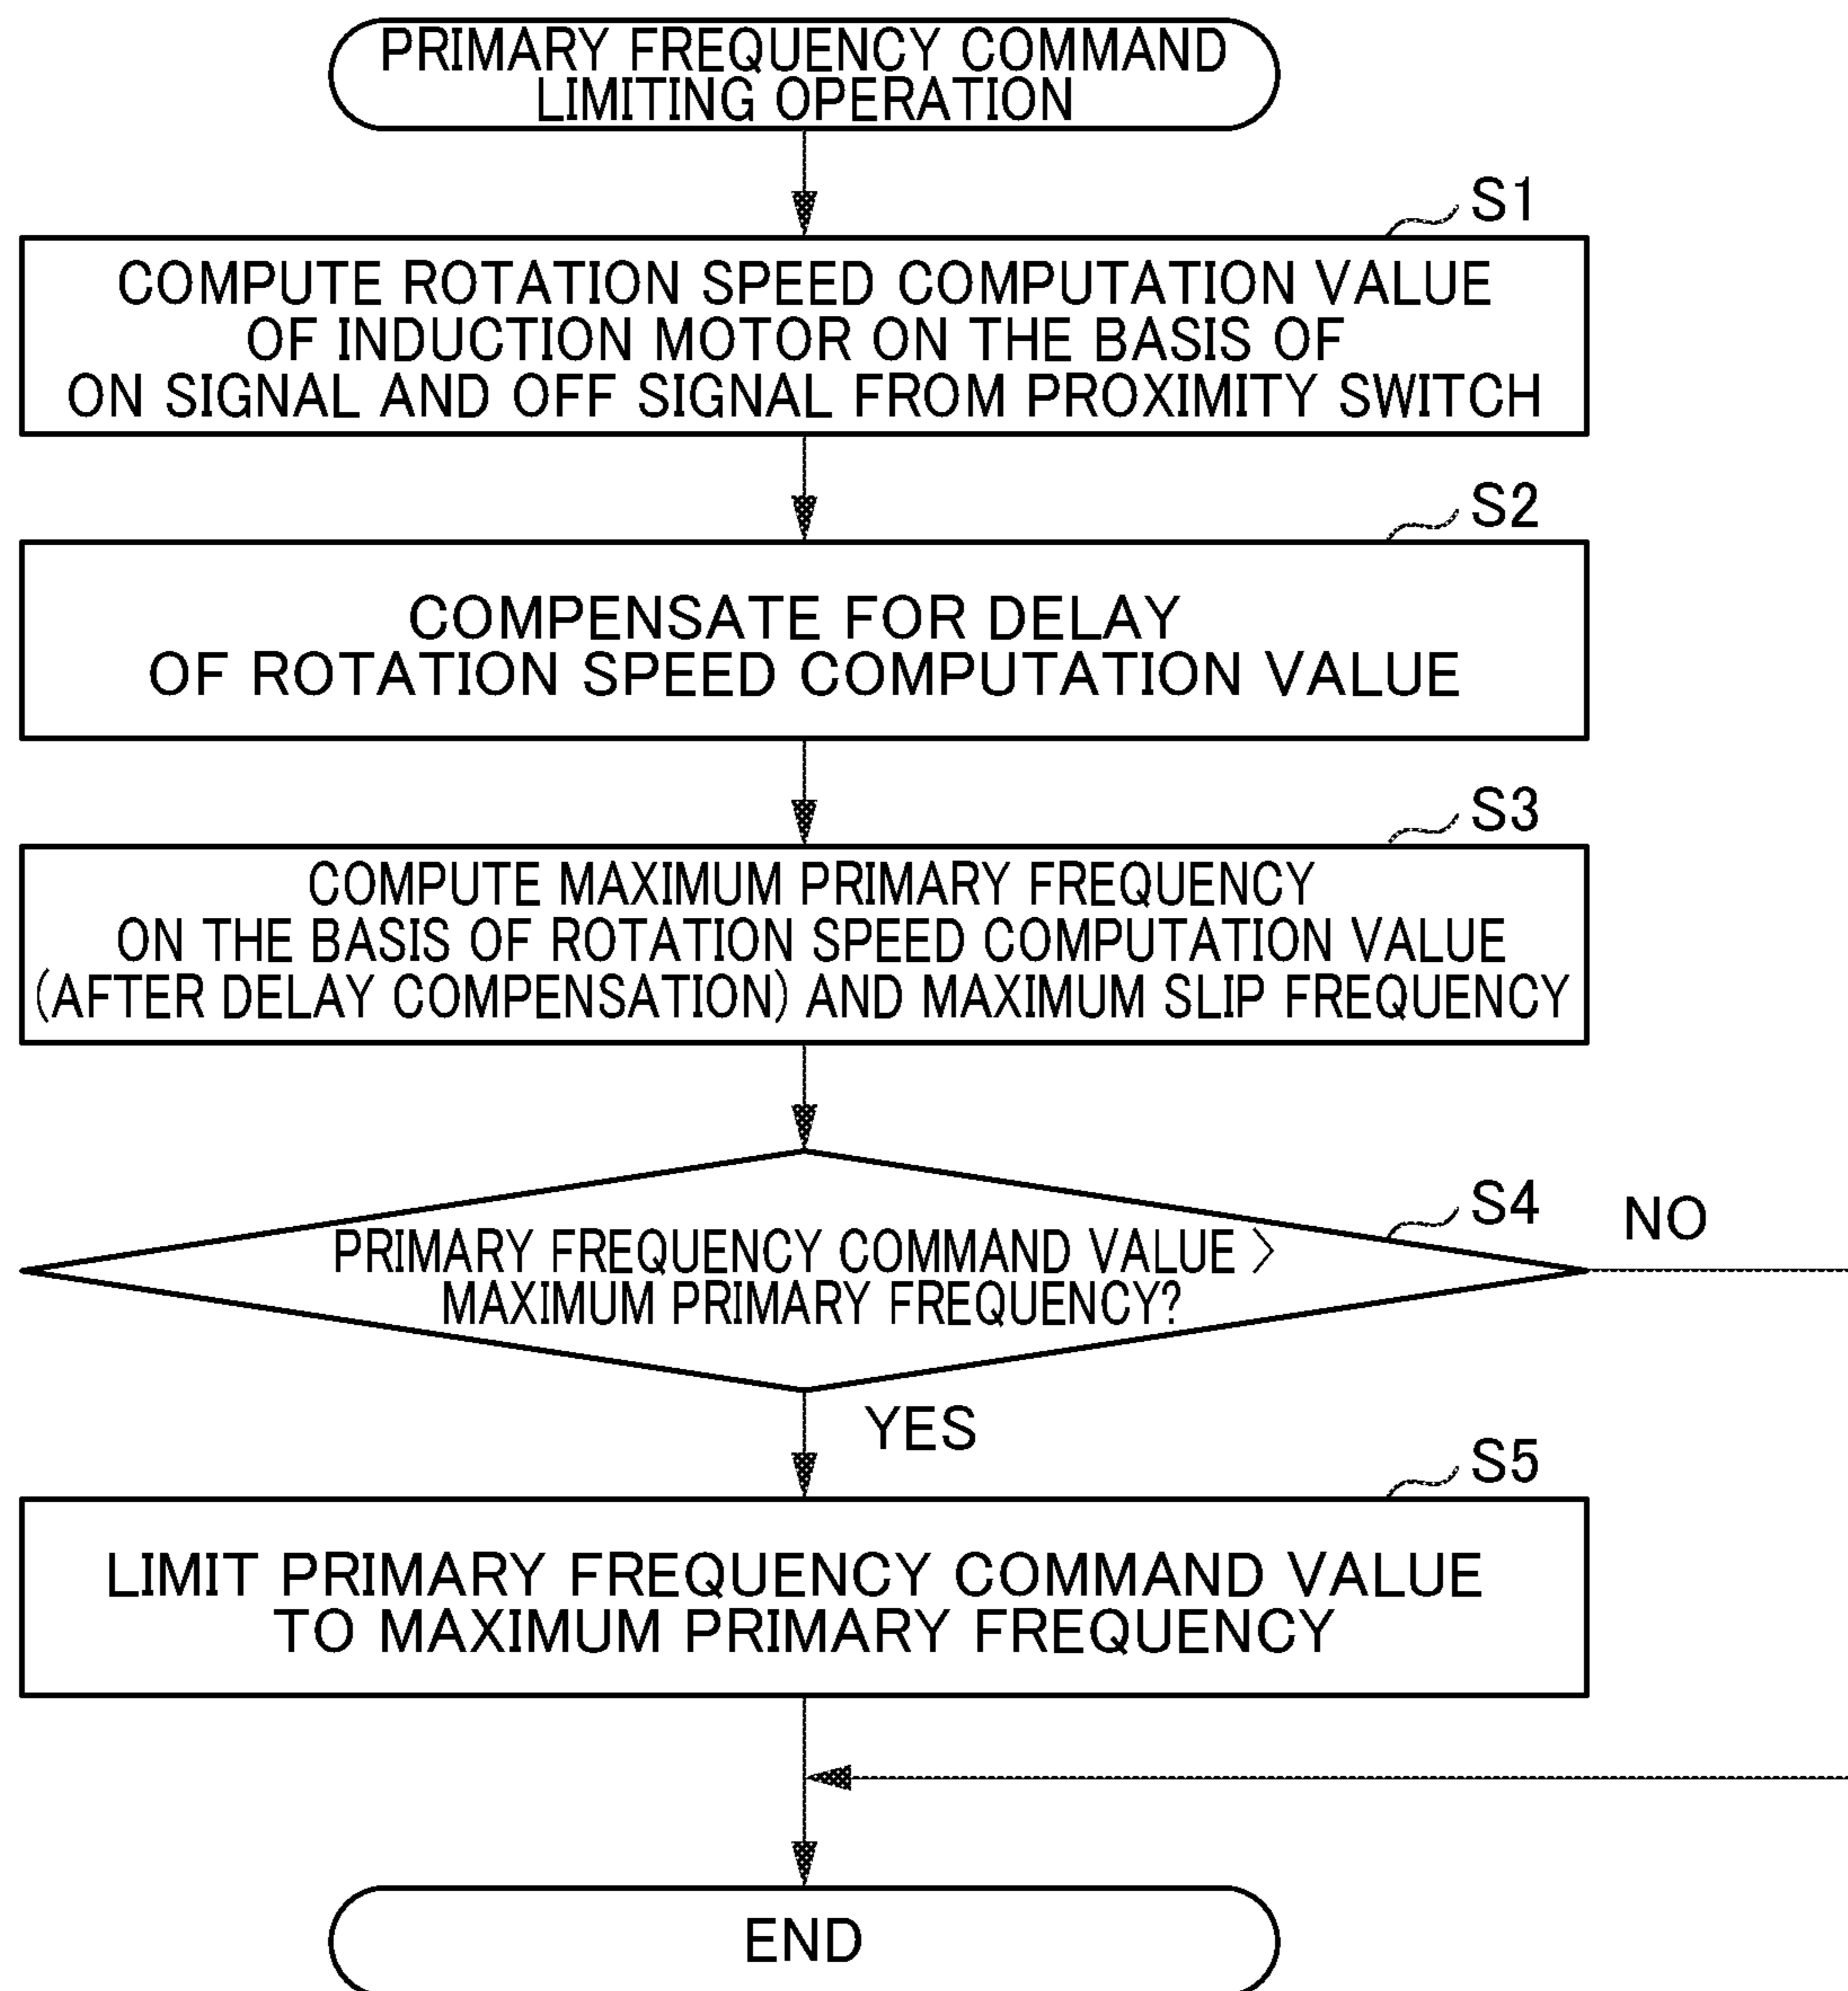 PRIMARY FREQUENCY COMMAND
LIMITING OPERATION
S1
COMPUTE ROTATION SPEED COMPUTATION VALUE
OF INDUCTION MOTOR ON THE BASIS OF
ON SIGNAL AND OFF SIGNAL FROM PROXIMITY SWITCH
S2
COMPENSATE FOR DELAY
OF ROTATION SPEED COMPUTATION VALUE
S3
COMPUTE MAXIMUM PRIMARY FREQUENCY
ON THE BASIS OF ROTATION SPEED COMPUTATION VALUE
(AFTER DELAY COMPENSATION) AND MAXIMUM SLIP FREQUENCY
S4
NO
PRIMARY FREQUENCY COMMAND VALUE >
MAXIMUM PRIMARY FREQUENCY?
YES
S5
LIMIT PRIMARY FREQUENCY COMMAND VALUE
TO MAXIMUM PRIMARY FREQUENCY
END